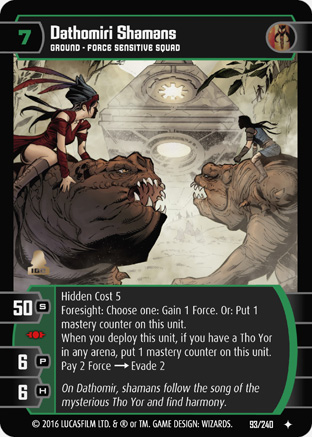 7
Dathomiri Shamans
GROUND - FORCE SENSITIVE SQUAD
50 S
6 P
6 H
Hidden Cost 5
Foresight: Choose one: Gain 1 Force. Or: Put 1
mastery counter on this unit.
When you deploy this unit, if you have a Tho Yor
in any arena, put 1 mastery counter on this unit.
Pay 2 Force → Evade 2
On Dathomir, shamans follow the song of the
mysterious Tho Yor and find harmony.
© 2016 LUCASFILM LTD. & ® or TM. GAME DESIGN: WIZARDS.
93/240